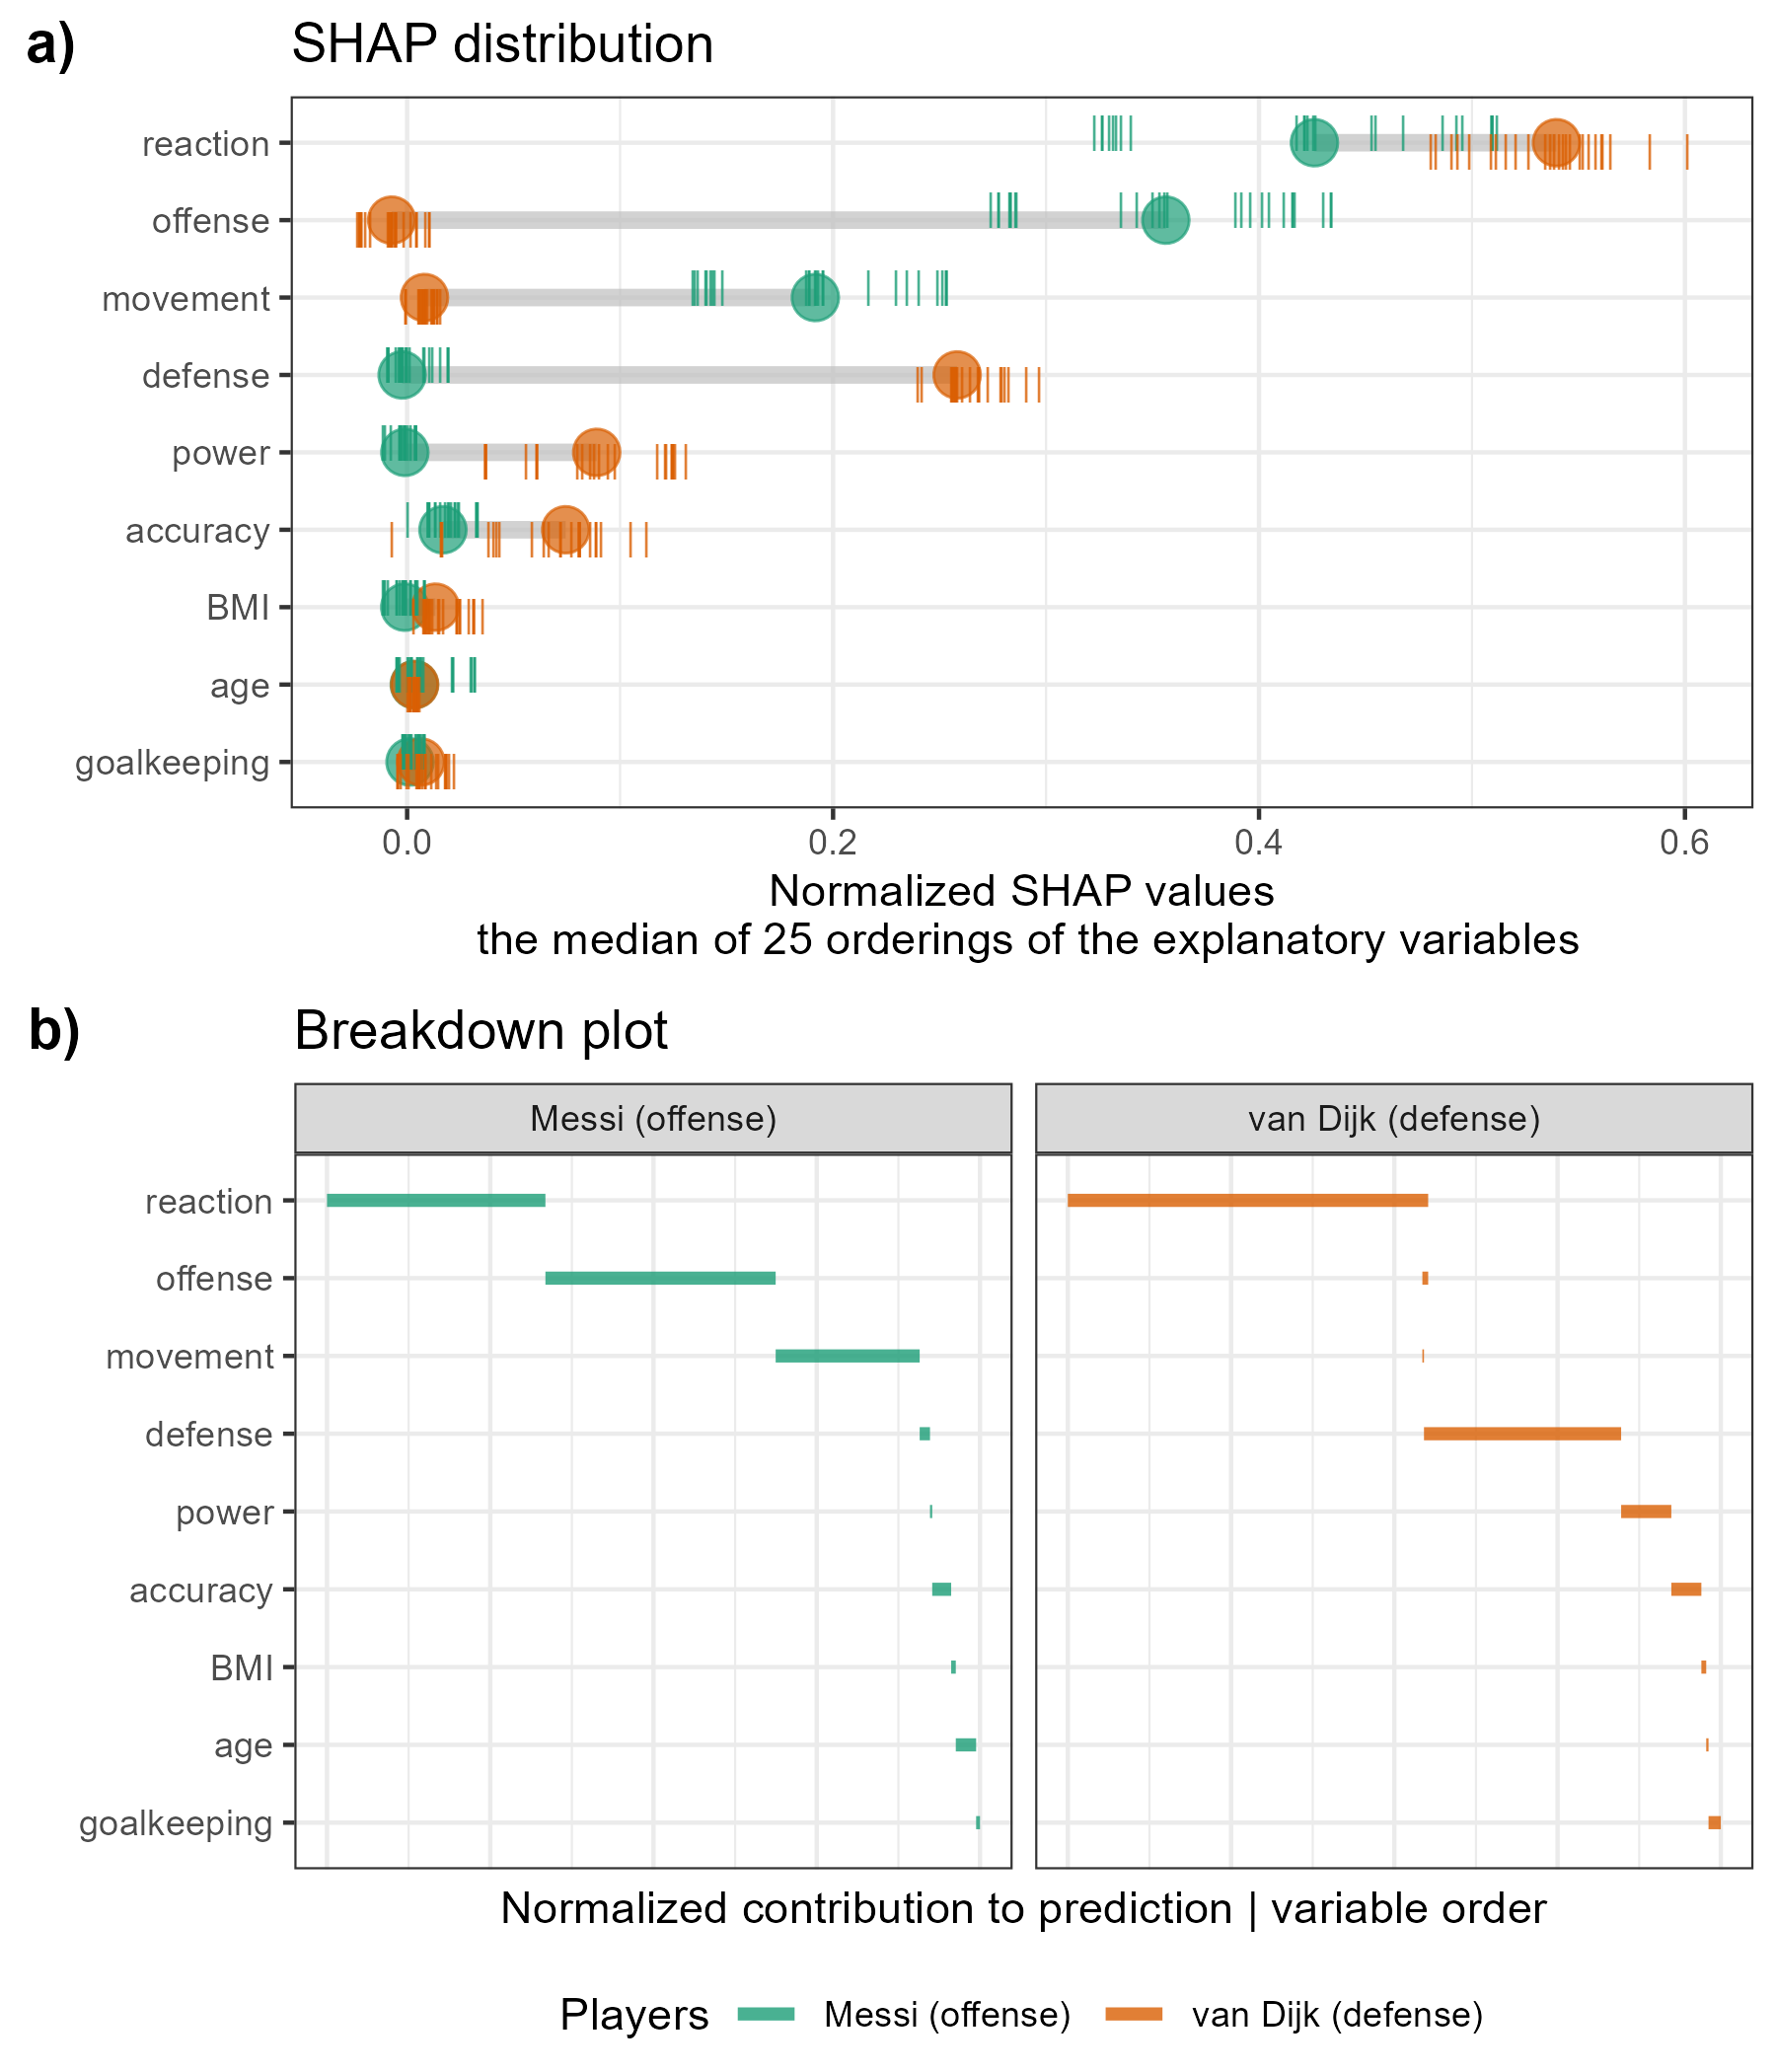 a)
SHAP distribution
reaction
offense
movement
defense
power
accuracy
BMI
age
goalkeeping
0.0 0.2 0.4 0.6
Normalized SHAP values
the median of 25 orderings of the explanatory variables
b)
Breakdown plot
Messi (offense)
van Dijk (defense)
reaction
offense
movement
defense
power
accuracy
BMI
age
goalkeeping
Normalized contribution to prediction | variable order
Players Messi (offense) van Dijk (defense)